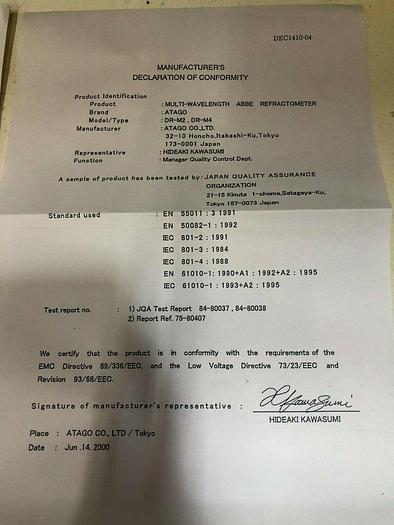 DEC1410-04
MANUFACTURER'S
DECLARATION OF CONFORMITY
Product Identification
Product : MULTI-WAVELENGTH ABBE REFRACTOMETER
Brand : ATAGO
Model/Type : DR-M2 , DR-M4
Manufacturer : ATAGO CO.,LTD.
32-10 Honcho,Itabashi-Ku,Tokyo
173-0001 Japan
Representative : HIDEAKI KAWASUMI
Function : Manager Quality Control Dept.
A sample of product has been tested by : JAPAN QUALITY ASSURANCE
ORGANIZATION
21-15 Kinuta 1-chome,Setagaya-Ku,
Tokyo 157-0073 Japan
Standard used : EN 55011 : 3 1991
EN 50082-1 : 1992
IEC 801-2 : 1991
IEC 801-3 : 1984
IEC 801-4 : 1988
EN 61010-1: 1990+A1 : 1992+A2 : 1995
IEC 61010-1 : 1993+A2 : 1995
Test report no. : 1) JQA Test Report 84-80037 , 84-80038
2) Report Ref. 75-80407
We certify that the product is in conformity with the requirements of the
EMC Directive 89/336/EEC, and the Low Voltage Directive 73/23/EEC and
Revision 93/68/EEC.
Signature of manufacturer's representative : H.Kawasumi
HIDEAKI KAWASUMI
Place : ATAGO CO., LTD / Tokyo
Date : Jun .14. 2000